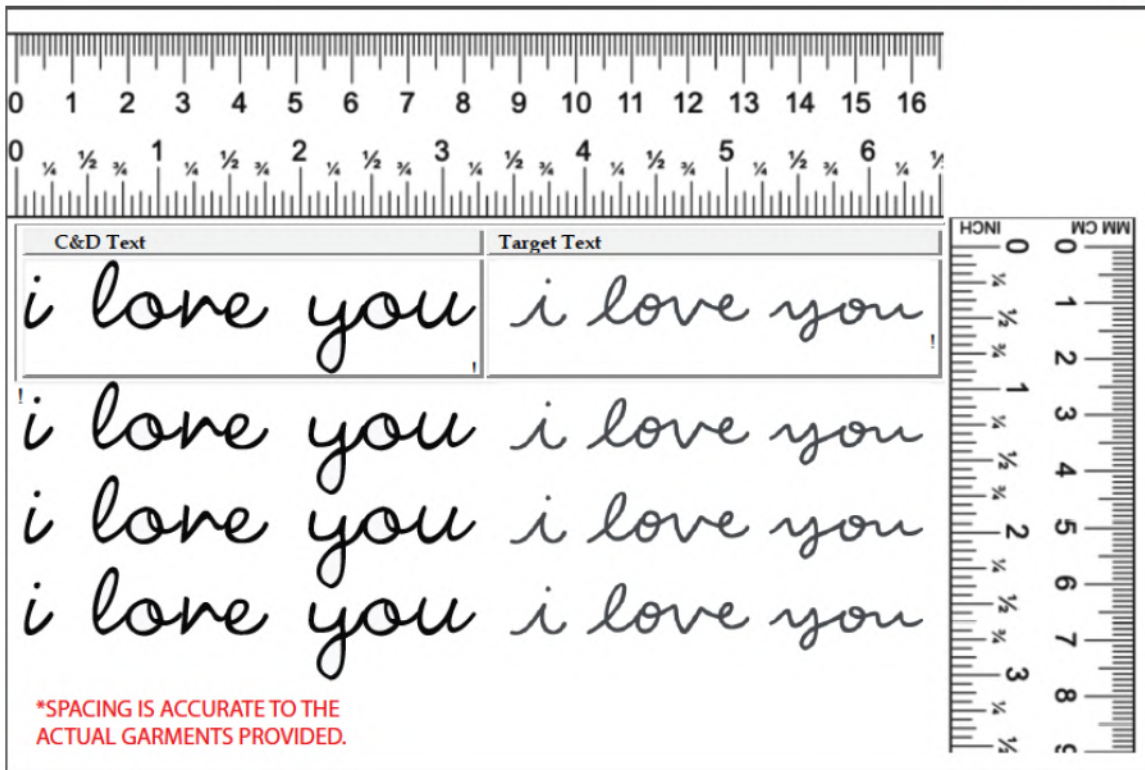 0 1 2 3 4 5 6 7 8 9 10 11 12 13 14 15 16
0 ¼ ½ ¾ 1 ¼ ½ ¾ 2 ¼ ½ ¾ 3 ¼ ½ ¾ 4 ¼ ½ ¾ 5 ¼ ½ ¾ 6 ¼ ½
INCH MM CM
0 ¼ ½ ¾ 1 ¼ ½ ¾ 2 ¼ ½ ¾ 3 ¼ ½
0 1 2 3 4 5 6 7 8 9
C&D Text Target Text
i love you i love you
! !
! i love you i love you
i love you i love you
i love you i love you
*SPACING IS ACCURATE TO THE
ACTUAL GARMENTS PROVIDED.